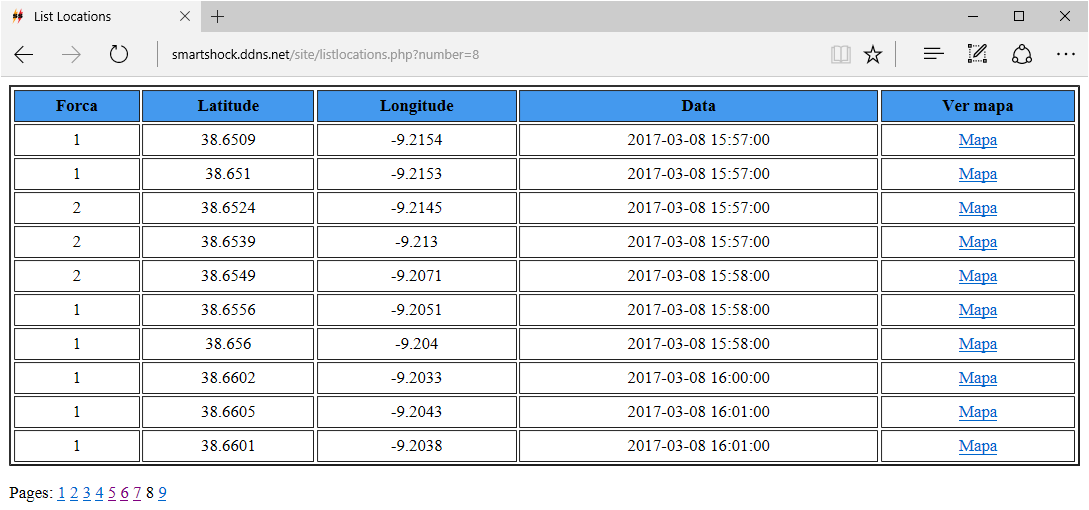 List Locations
smartshock.ddns.net/site/listlocations.php?number=8
Forca Latitude Longitude Data Ver mapa
1 38.6509 -9.2154 2017-03-08 15:57:00 Mapa
1 38.651 -9.2153 2017-03-08 15:57:00 Mapa
2 38.6524 -9.2145 2017-03-08 15:57:00 Mapa
2 38.6539 -9.213 2017-03-08 15:57:00 Mapa
2 38.6549 -9.2071 2017-03-08 15:58:00 Mapa
1 38.6556 -9.2051 2017-03-08 15:58:00 Mapa
1 38.656 -9.204 2017-03-08 15:58:00 Mapa
1 38.6602 -9.2033 2017-03-08 16:00:00 Mapa
1 38.6605 -9.2043 2017-03-08 16:01:00 Mapa
1 38.6601 -9.2038 2017-03-08 16:01:00 Mapa
Pages: 1 2 3 4 5 6 7 8 9